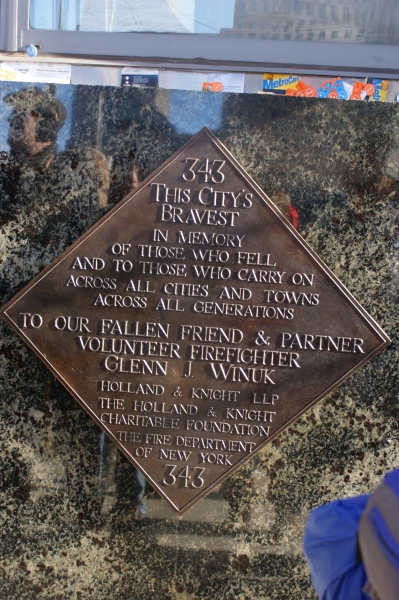 MetroCard
343
THIS CITY'S
BRAVEST
IN MEMORY
OF THOSE WHO FELL
AND TO THOSE WHO CARRY ON
ACROSS ALL CITIES AND TOWNS
ACROSS ALL GENERATIONS
TO OUR FALLEN FRIEND & PARTNER
VOLUNTEER FIREFIGHTER
GLENN J. WINUK
HOLLAND & KNIGHT LLP
THE HOLLAND & KNIGHT
CHARITABLE FOUNDATION
THE FIRE DEPARTMENT
OF NEW YORK
343